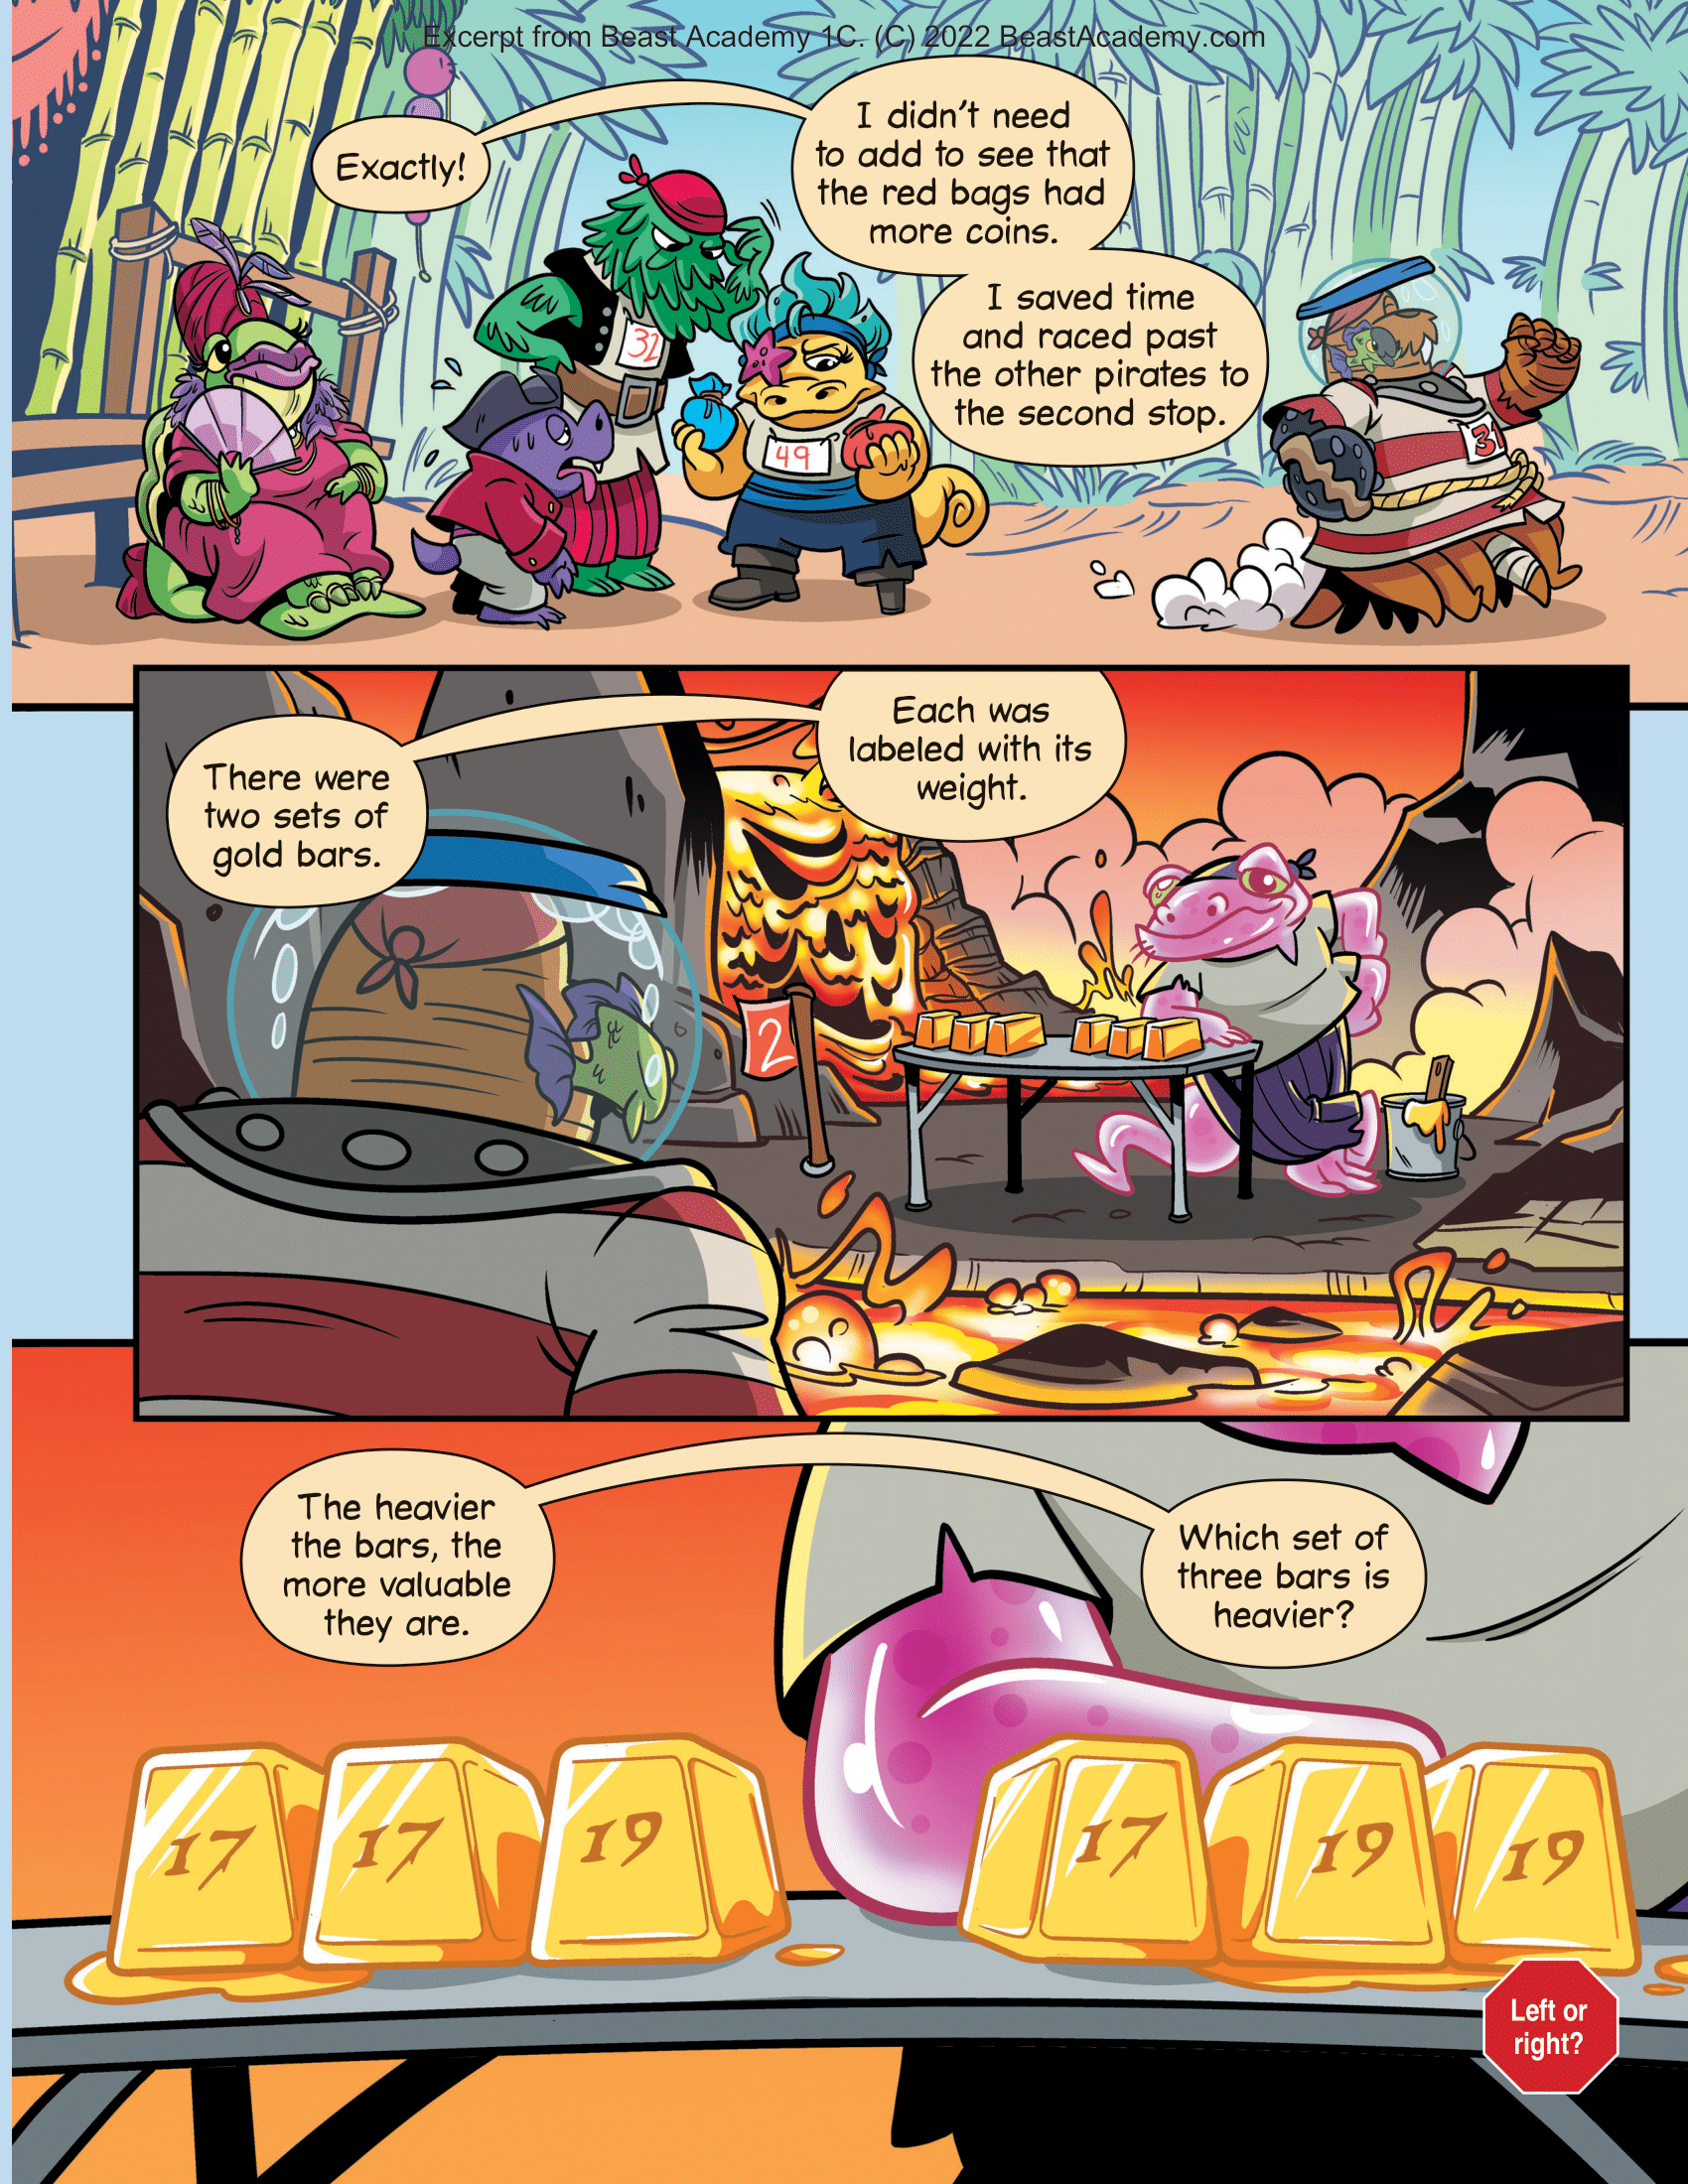 Excerpt from Beast Academy 1C. (C) 2022 BeastAcademy.com
Exactly!
I didn't need
to add to see that
the red bags had
more coins.
I saved time
and raced past
the other pirates to
the second stop.
32
49
31
There were
two sets of
gold bars.
Each was
labeled with its
weight.
2
The heavier
the bars, the
more valuable
they are.
Which set of
three bars is
heavier?
17 17 19 17 19 19
Left or
right?